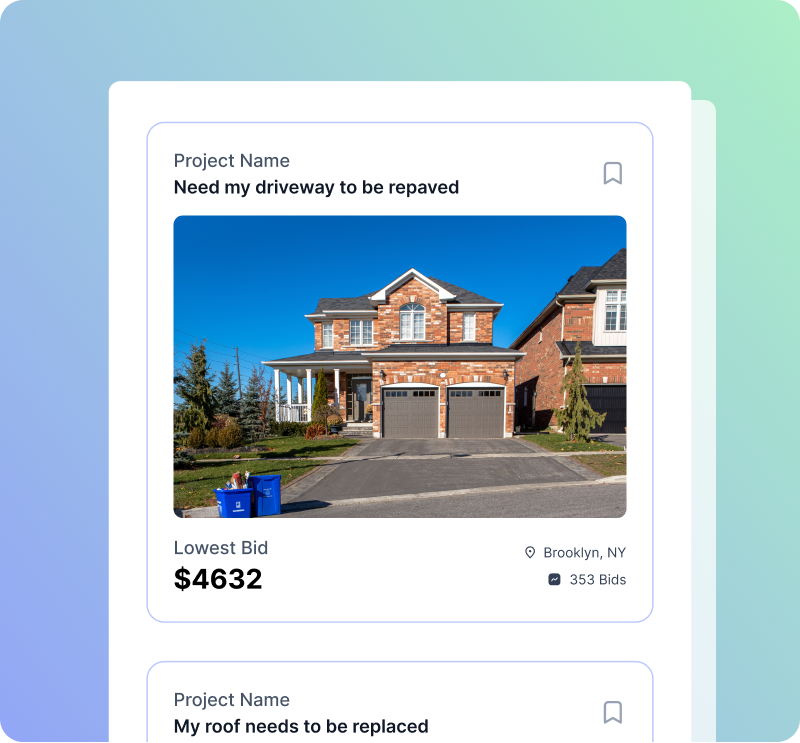 Project Name
Need my driveway to be repaved
Lowest Bid
$4632
Brooklyn, NY
353 Bids
Project Name
My roof needs to be replaced